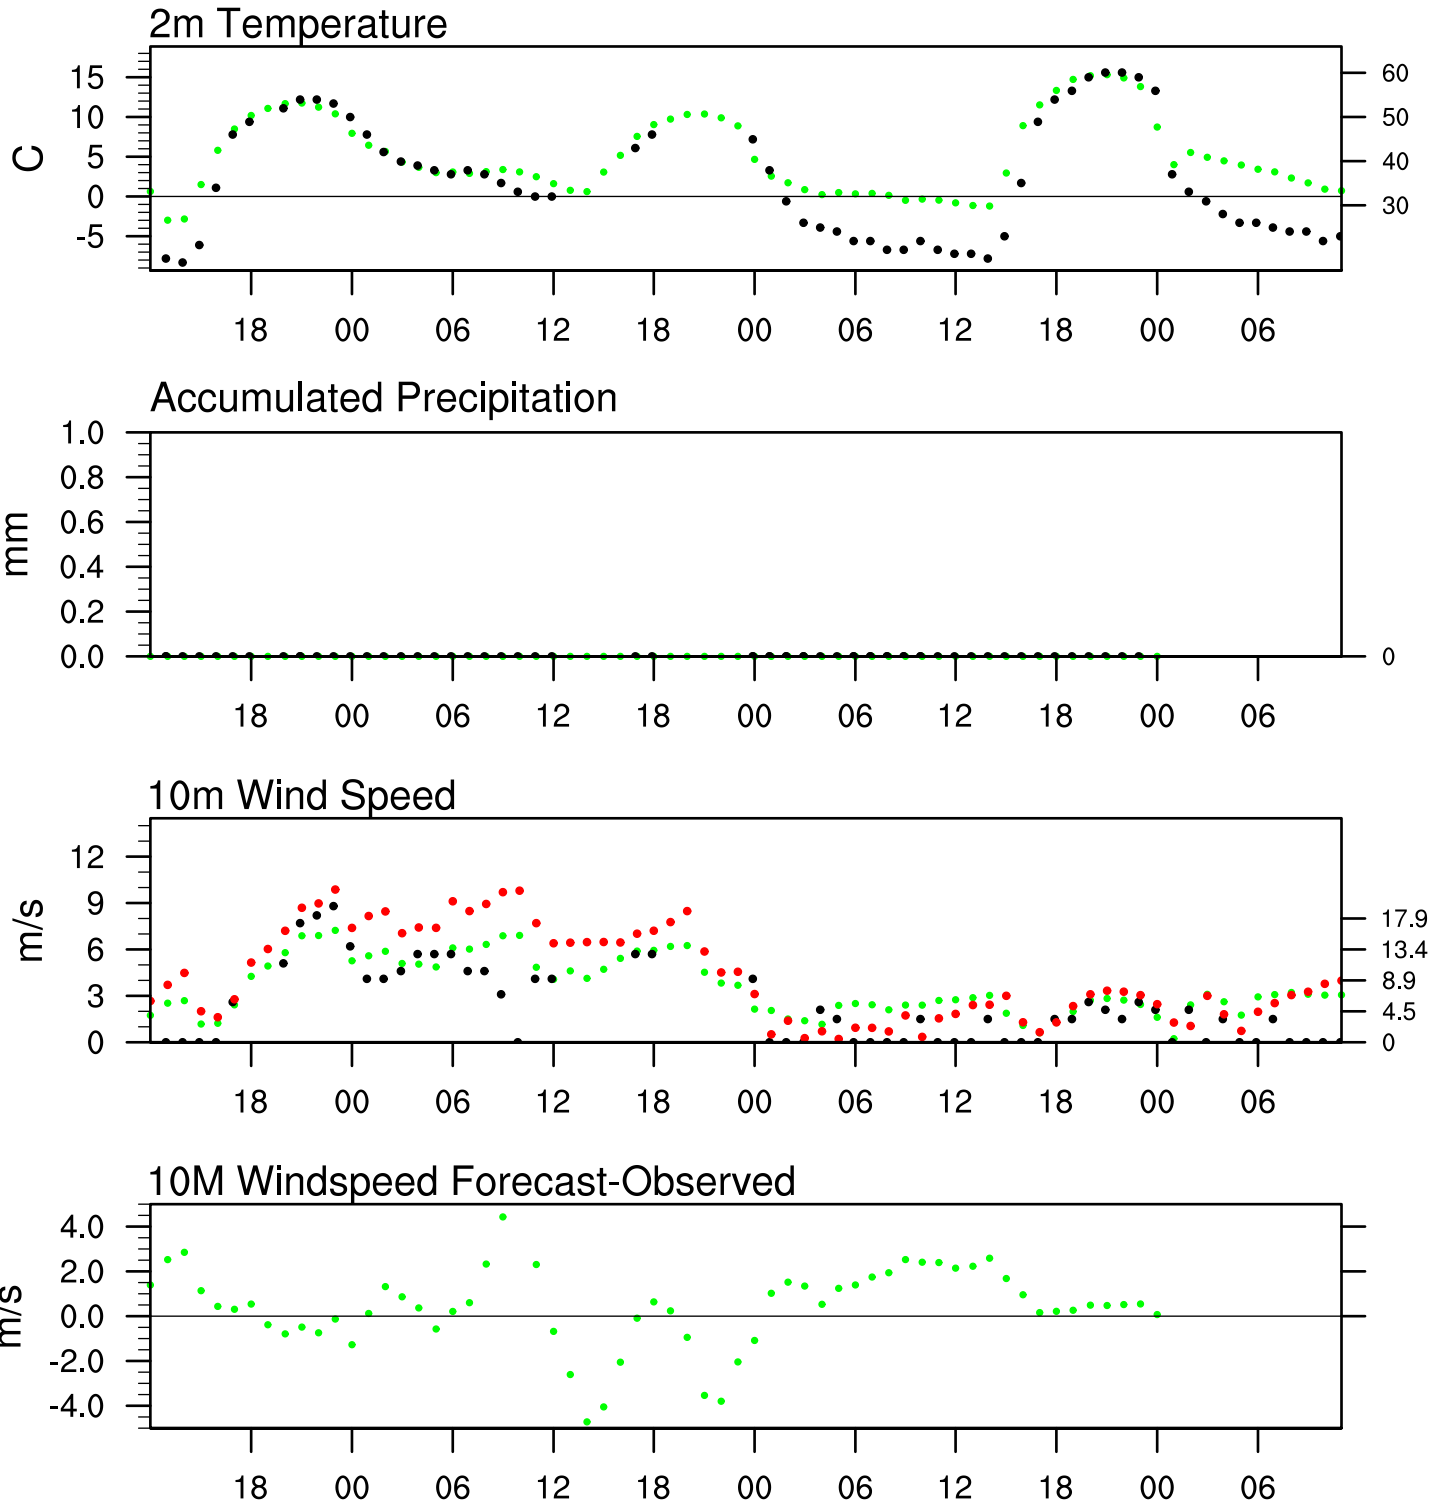 2m Temperature
C
15
10
5
0
-5
60
50
40
30
18 00 06 12 18 00 06 12 18 00 06
Accumulated Precipitation
mm
1.0
0.8
0.6
0.4
0.2
0.0
0
18 00 06 12 18 00 06 12 18 00 06
10m Wind Speed
m/s
12
9
6
3
0
17.9
13.4
8.9
4.5
0
18 00 06 12 18 00 06 12 18 00 06
10M Windspeed Forecast-Observed
m/s
4.0
2.0
0.0
-2.0
-4.0
18 00 06 12 18 00 06 12 18 00 06